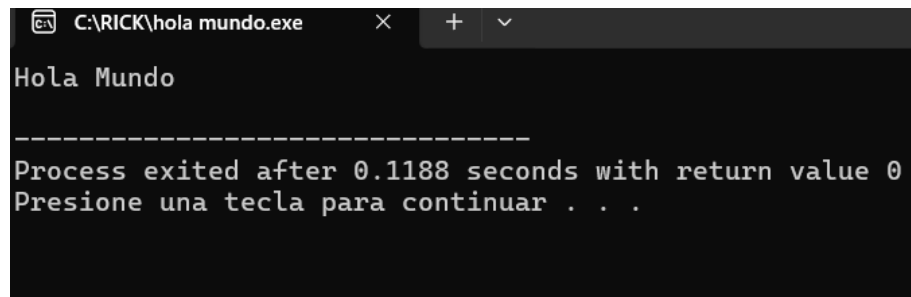 C:\RICK\hola mundo.exe
Hola Mundo
--------------------------------
Process exited after 0.1188 seconds with return value 0
Presione una tecla para continuar . . .